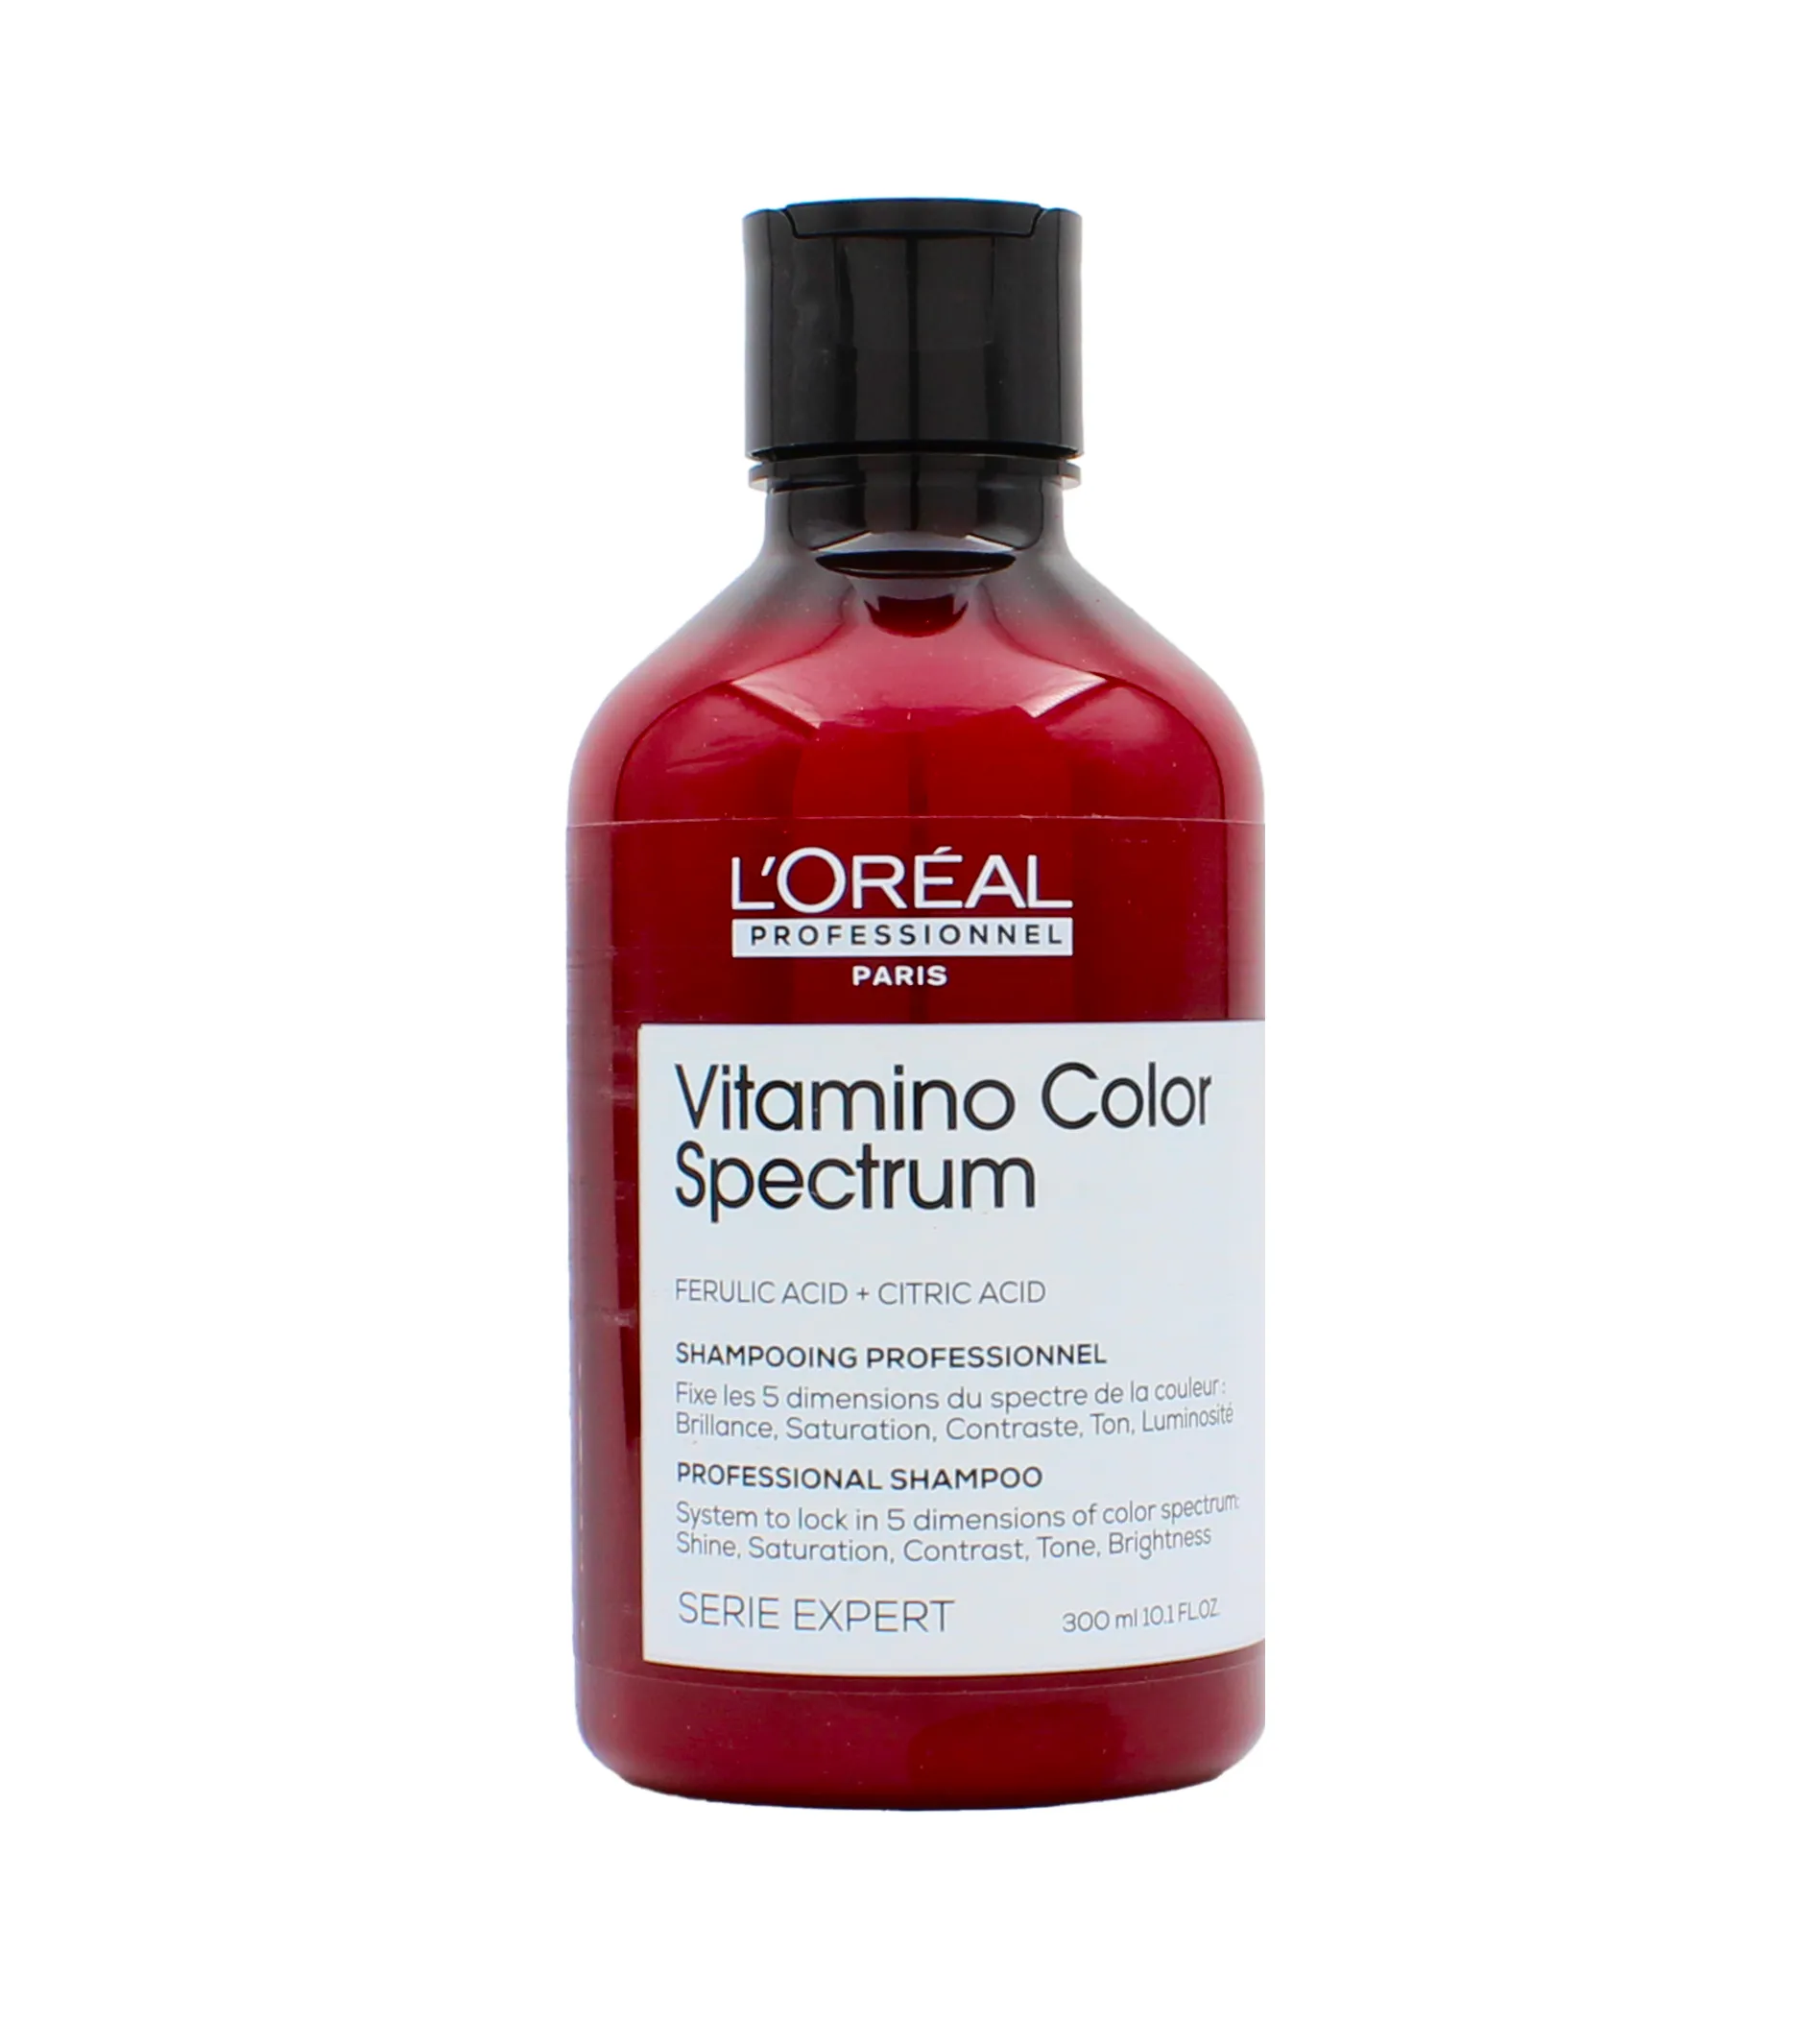 L'ORÉAL
PROFESSIONNEL
PARIS
Vitamino Color
Spectrum
FERULIC ACID + CITRIC ACID
SHAMPOOING PROFESSIONNEL
Fixe les 5 dimensions du spectre de la couleur :
Brillance, Saturation, Contraste, Ton, Luminosité
PROFESSIONAL SHAMPOO
System to lock in 5 dimensions of color spectrum:
Shine, Saturation, Contrast, Tone, Brightness
SERIE EXPERT
300 ml 10.1 FL.OZ.